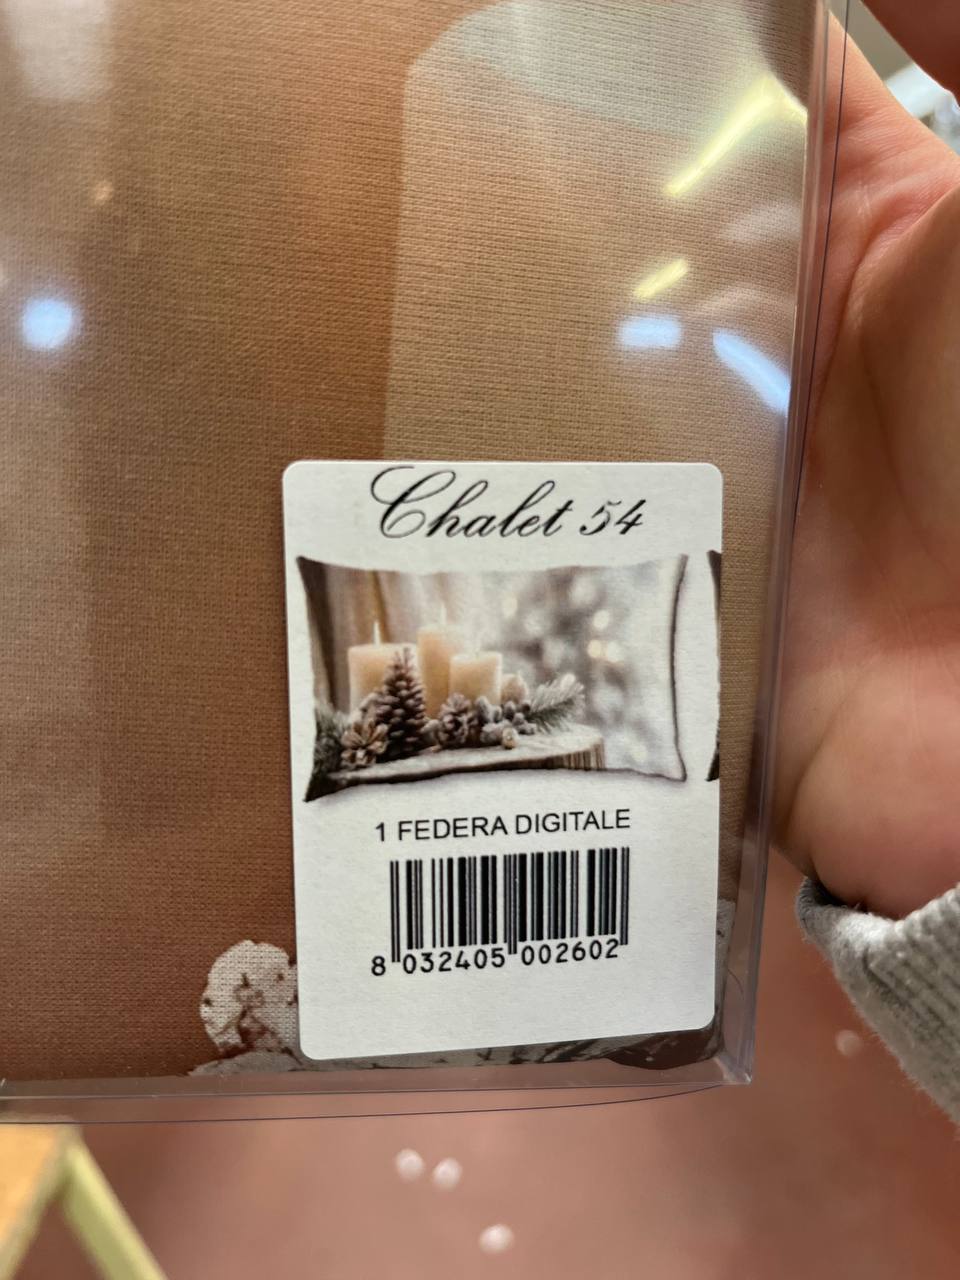 Chalet 54
1 FEDERA DIGITALE
8 032405 002602